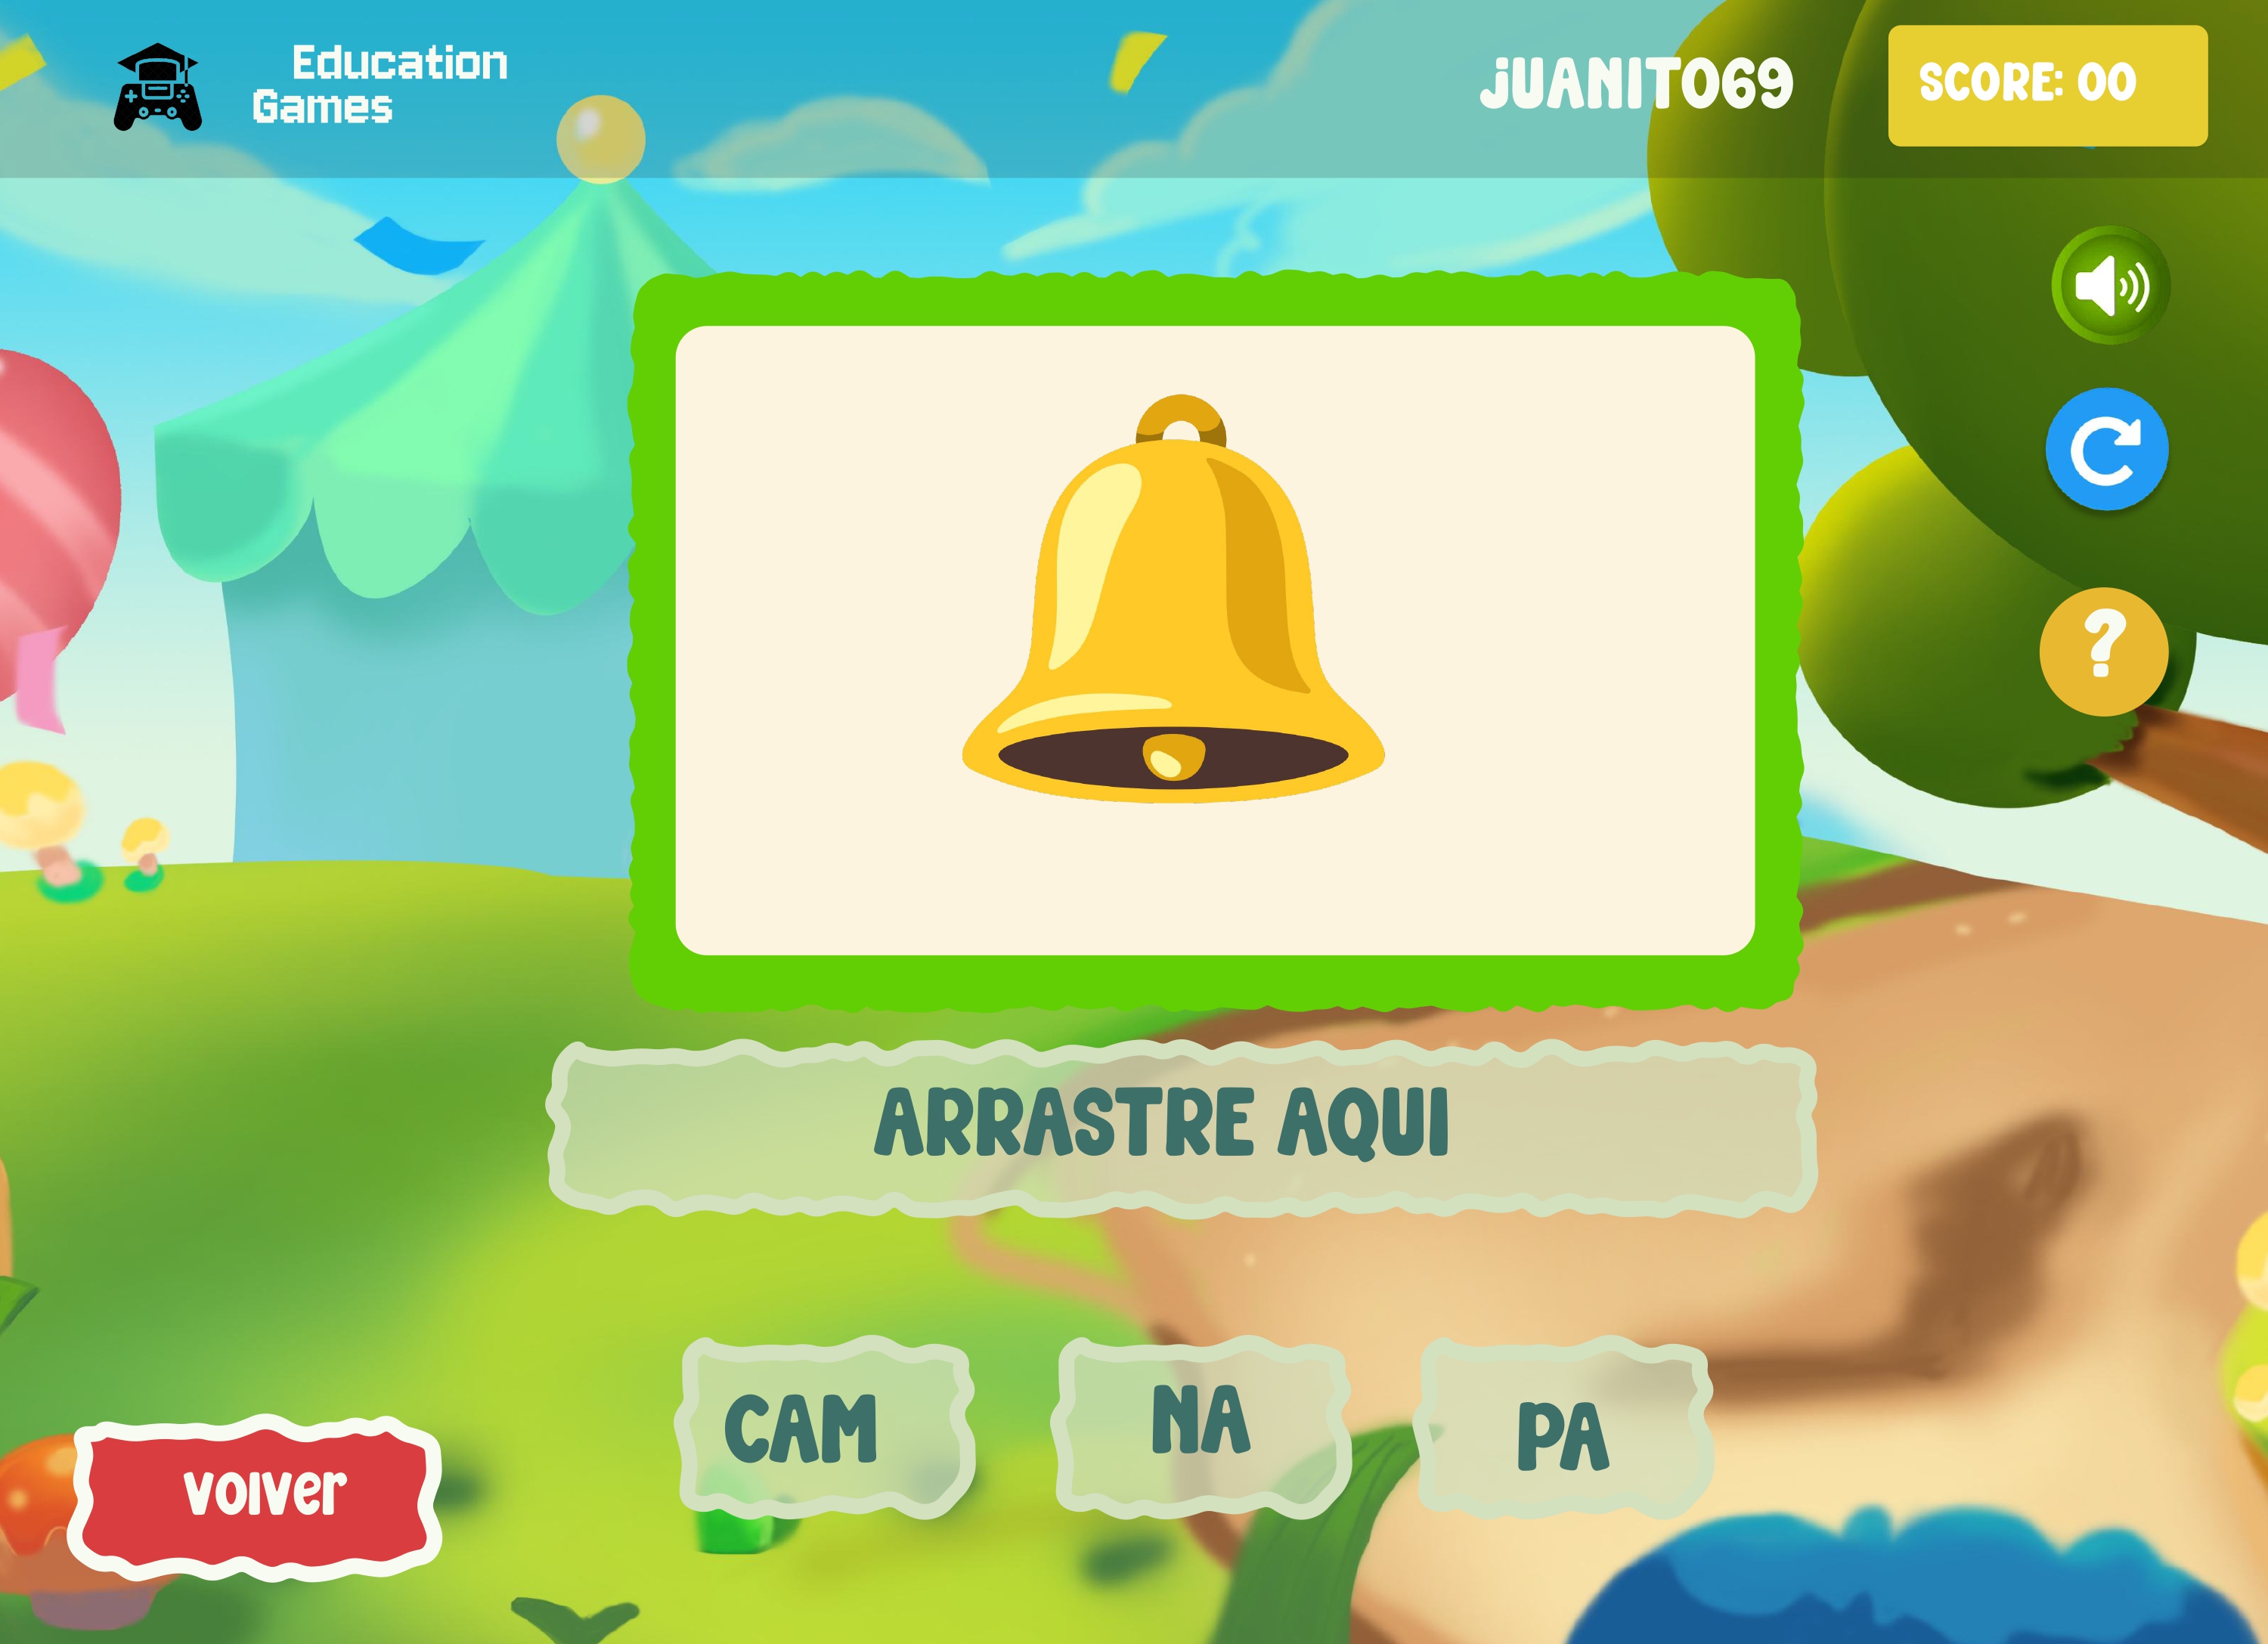 Education
Games
jUANITO69
SCORE: 00
?
ARRASTRE AQUI
CAM
NA
PA
volver